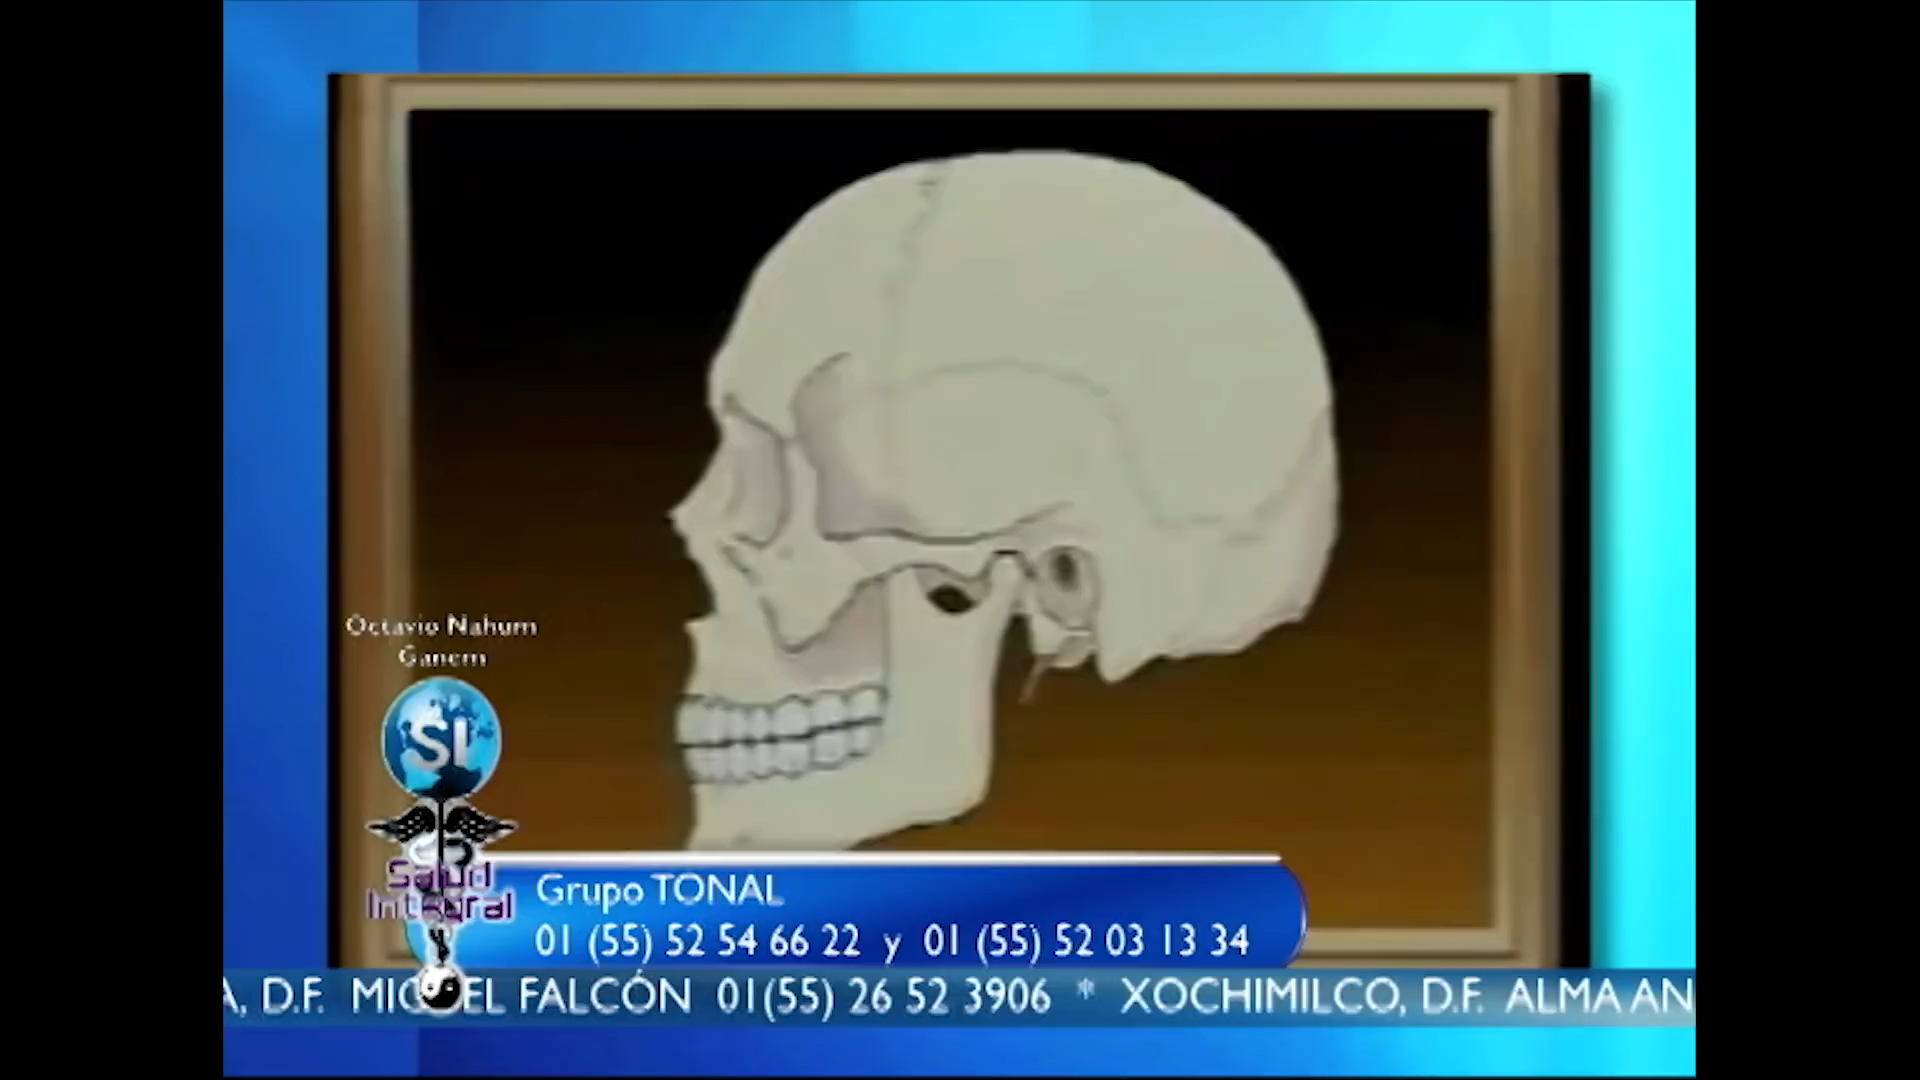 Octavio Nahum
Ganem
SI
Salud
Integral
Grupo TONAL
01 (55) 52 54 66 22 y 01 (55) 52 03 13 34
A, D.F. MIGUEL FALCÓN 01(55) 26 52 3906 * XOCHIMILCO, D.F. ALMA AN